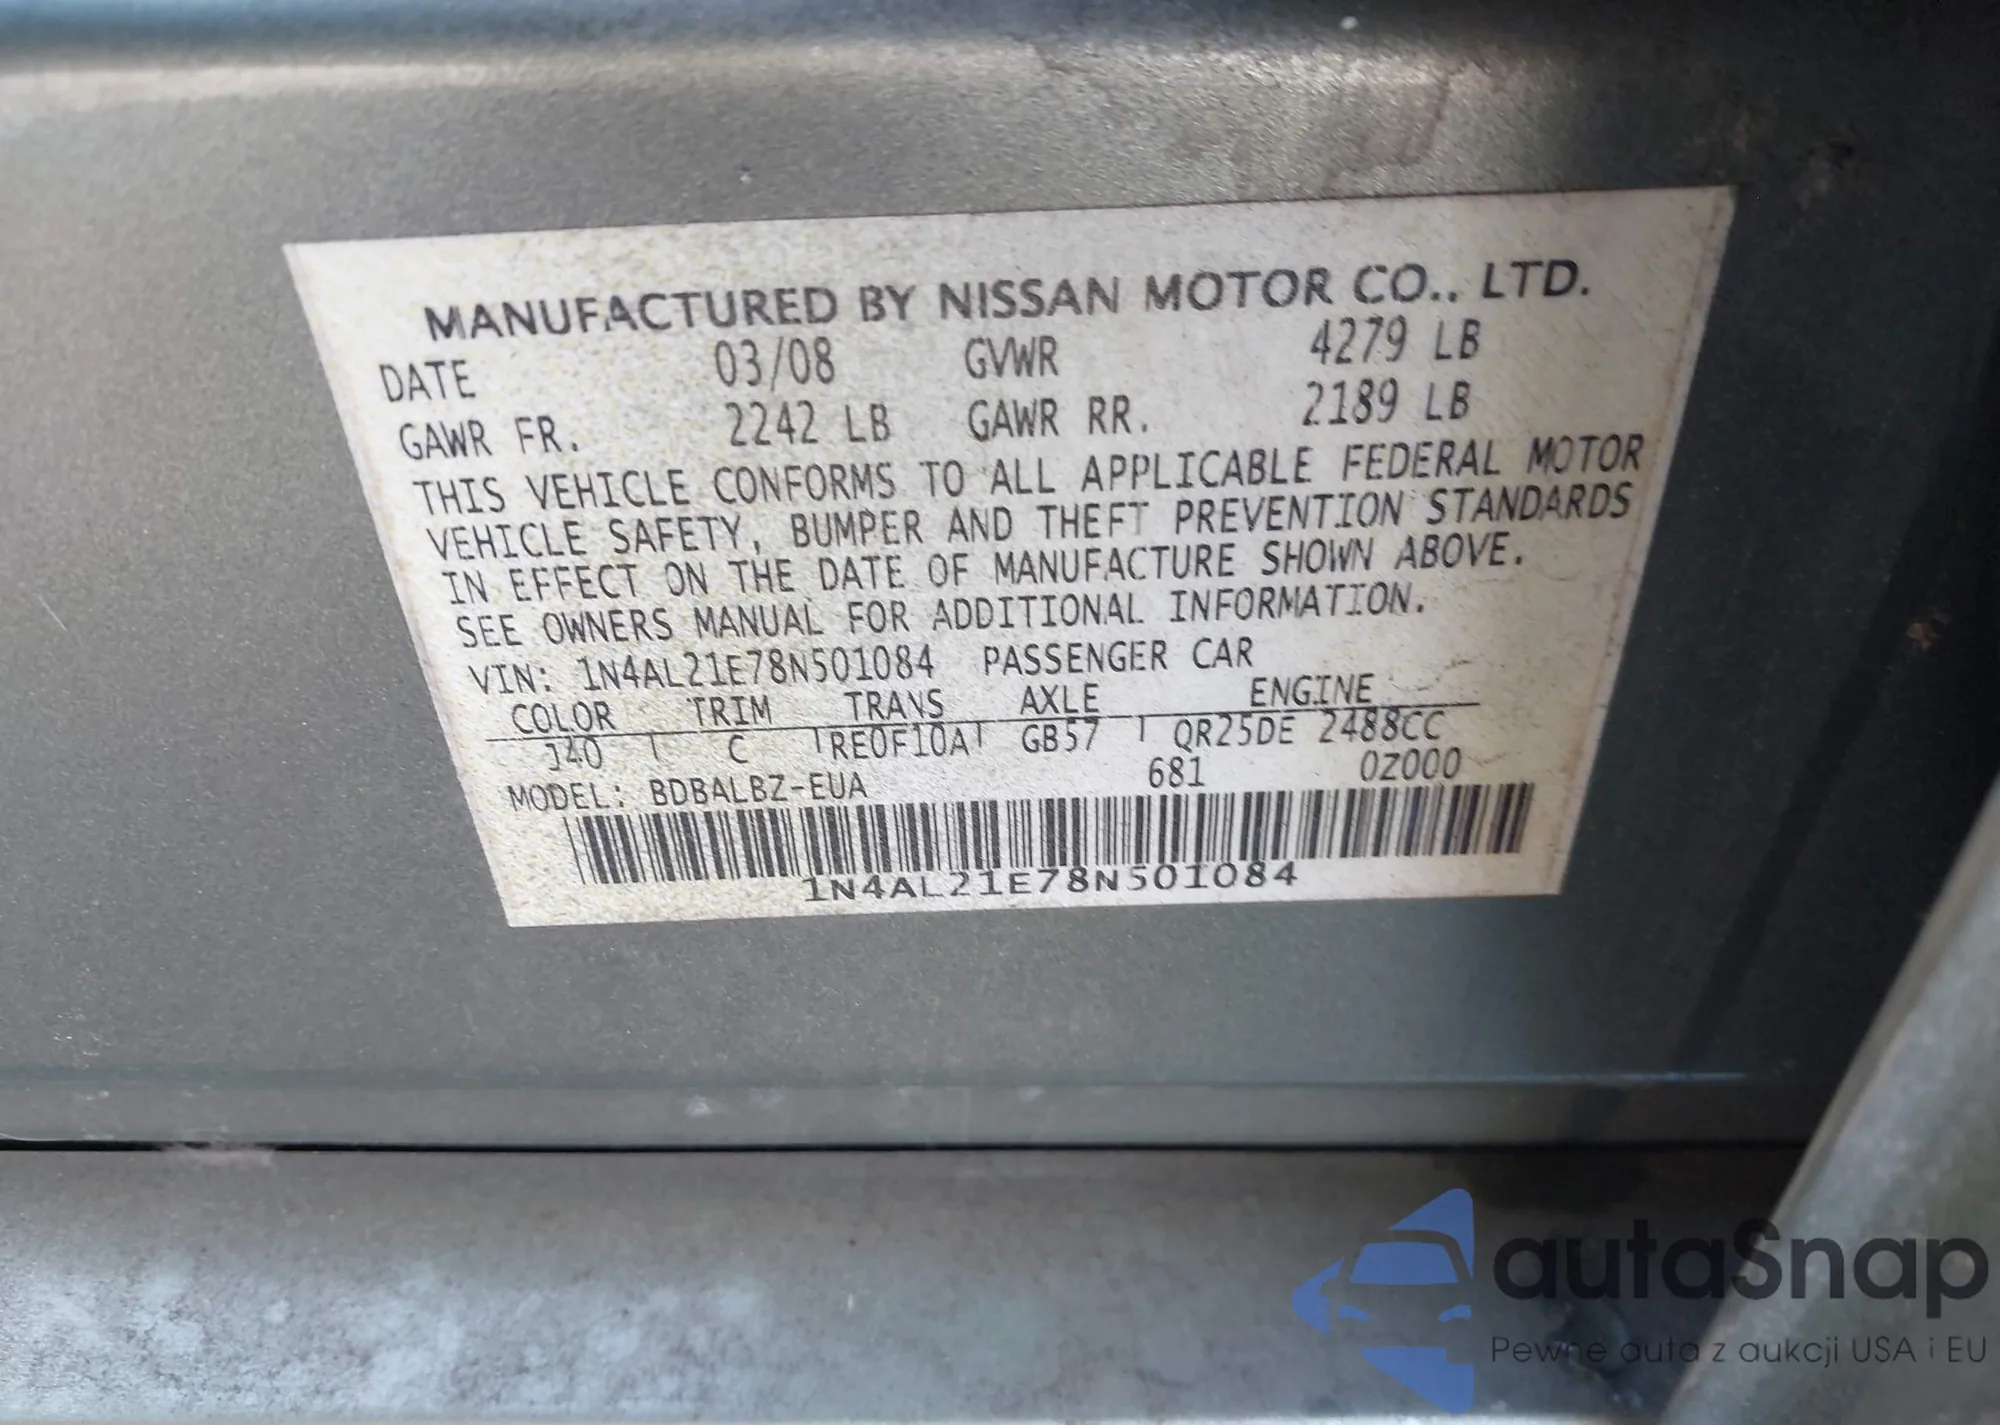 MANUFACTURED BY NISSAN MOTOR CO., LTD.
DATE 03/08 GVWR 4279 LB
GAWR FR. 2242 LB GAWR RR. 2189 LB
THIS VEHICLE CONFORMS TO ALL APPLICABLE FEDERAL MOTOR
VEHICLE SAFETY, BUMPER AND THEFT PREVENTION STANDARDS
IN EFFECT ON THE DATE OF MANUFACTURE SHOWN ABOVE.
SEE OWNERS MANUAL FOR ADDITIONAL INFORMATION.
VIN: 1N4AL21E78N501084 PASSENGER CAR
COLOR TRIM TRANS AXLE ENGINE
J40 C RE0F10A GB57 QR25DE 2488CC
MODEL: BDBALBZ-EUA 681 0Z000
1N4AL21E78N501084
autaSnap
Pewne auta z aukcji USA i EU